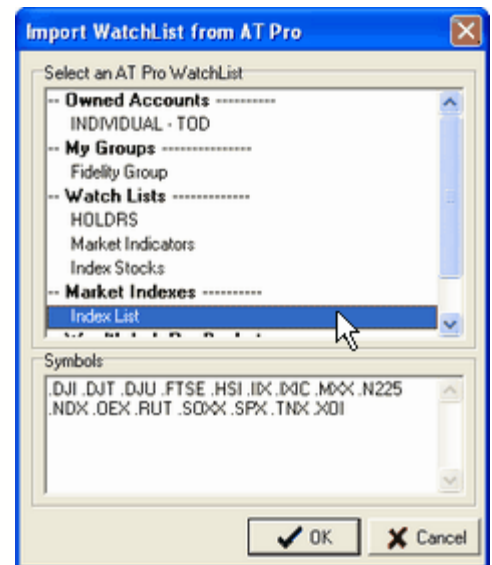 Import WatchList from AT Pro
Select an AT Pro WatchList
-- Owned Accounts ----------
INDIVIDUAL - TOD
-- My Groups ---------------
Fidelity Group
-- Watch Lists -------------
HOLDRS
Market Indicators
Index Stocks
-- Market Indexes ----------
Index List
Symbols
.DJI .DJT .DJU .FTSE .HSI .IIX .IXIC .MXX .N225
.NDX .OEX .RUT .SOXX .SPX .TNX .XOI
OK
Cancel